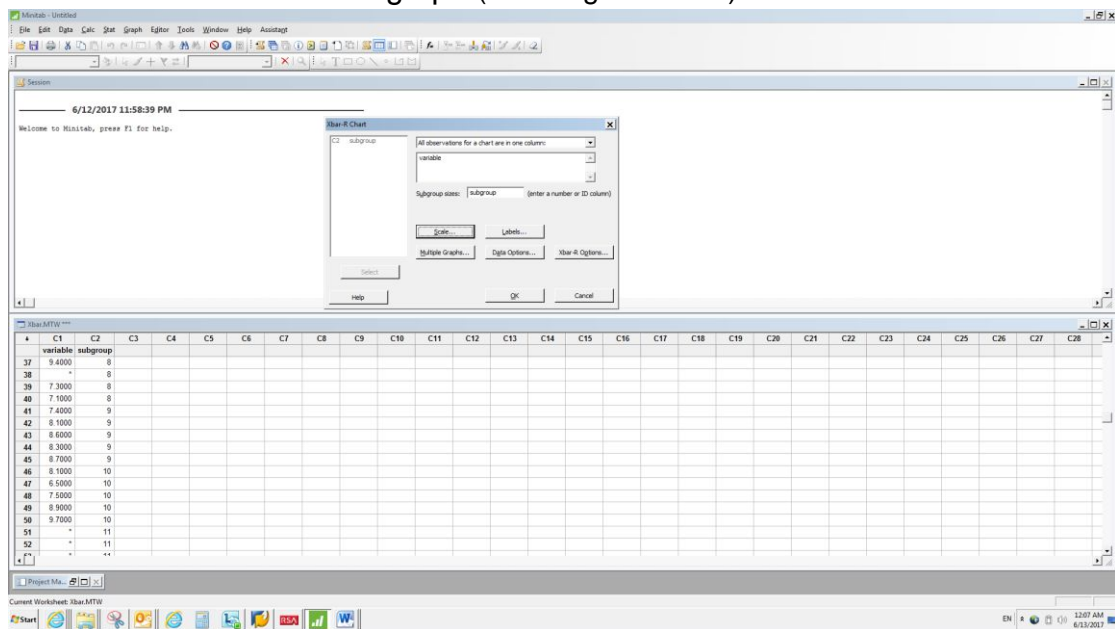 Minitab - Untitled
File Edit Data Calc Stat Graph Editor Tools Window Help Assistant
Session
6/12/2017 11:58:39 PM
Welcome to Minitab, press F1 for help.
Xbar-R Chart
C2 subgroup
All observations for a chart are in one column:
variable
Subgroup sizes: subgroup (enter a number or ID column)
Scale... Labels...
Multiple Graphs... Data Options... Xbar-R Options...
Select
Help OK Cancel
Xbar.MTW ***
C1 C2 C3 C4 C5 C6 C7 C8 C9 C10 C11 C12 C13 C14 C15 C16 C17 C18 C19 C20 C21 C22 C23 C24 C25 C26 C27 C28
variable subgroup
37 9.4000 8
38 * 8
39 7.3000 8
40 7.1000 8
41 7.4000 9
42 8.1000 9
43 8.6000 9
44 8.3000 9
45 8.7000 9
46 8.1000 10
47 6.5000 10
48 7.5000 10
49 8.9000 10
50 9.7000 10
51 * 11
52 * 11
Project Ma...
Current Worksheet: Xbar.MTW
Start RSA W EN 12:07 AM
6/13/2017